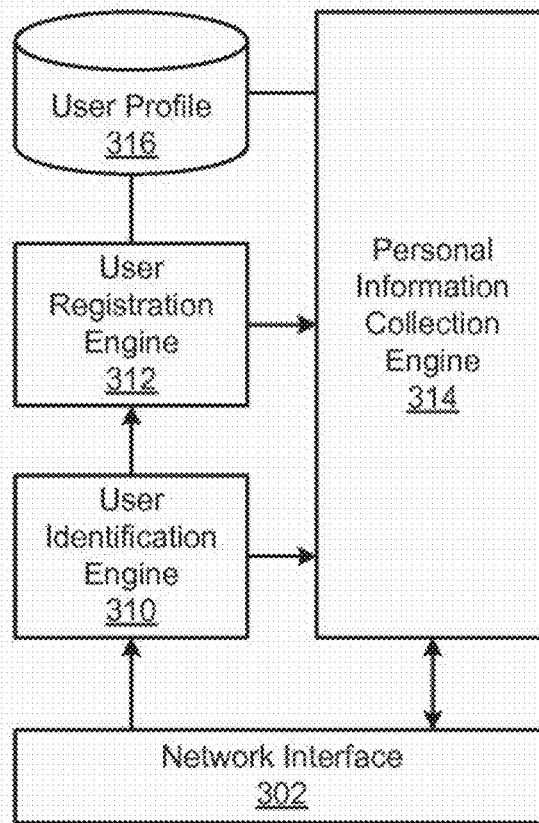 User Profile
316
User
Registration
Engine
312
Personal
Information
Collection
Engine
314
User
Identification
Engine
310
Network Interface
302